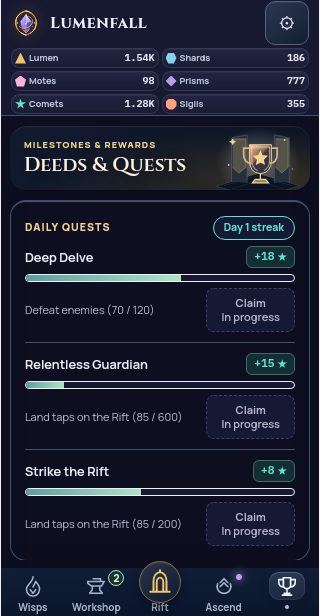 LUMENFALL
Lumen 1.54K
Shards 186
Motes 98
Prisms 777
Comets 1.28K
Sigils 355
MILESTONES & REWARDS
DEEDS & QUESTS
DAILY QUESTS
Day 1 streak
Deep Delve
+18 ★
Defeat enemies (70 / 120)
Claim
In progress
Relentless Guardian
+15 ★
Land taps on the Rift (85 / 600)
Claim
In progress
Strike the Rift
+8 ★
Land taps on the Rift (85 / 200)
Claim
In progress
2
Wisps
Workshop
Rift
Ascend